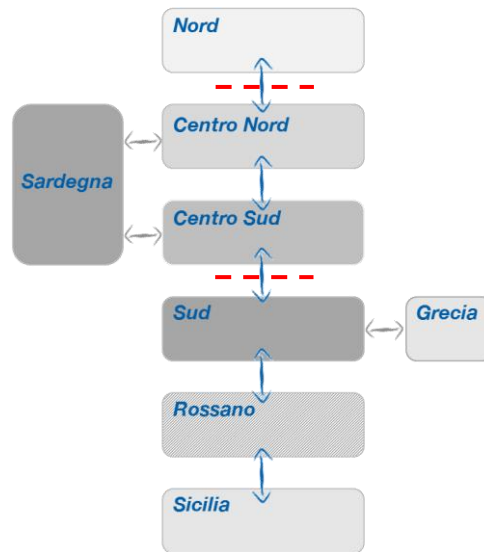 Nord
Centro Nord
Sardegna
Centro Sud
Sud
Grecia
Rossano
Sicilia